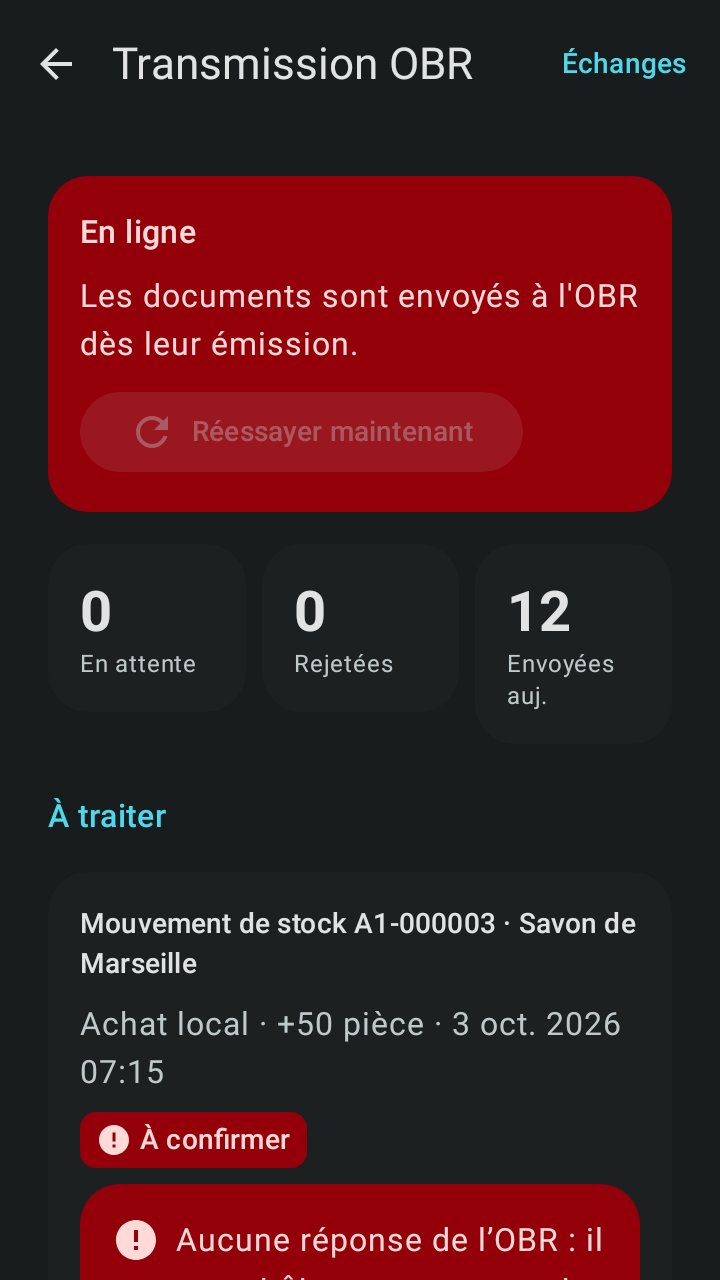 Transmission OBR
Échanges
En ligne
Les documents sont envoyés à l'OBR
dès leur émission.
Réessayer maintenant
0
En attente
0
Rejetées
12
Envoyées
auj.
À traiter
Mouvement de stock A1-000003 · Savon de
Marseille
Achat local · +50 pièce · 3 oct. 2026
07:15
À confirmer
Aucune réponse de l’OBR : il